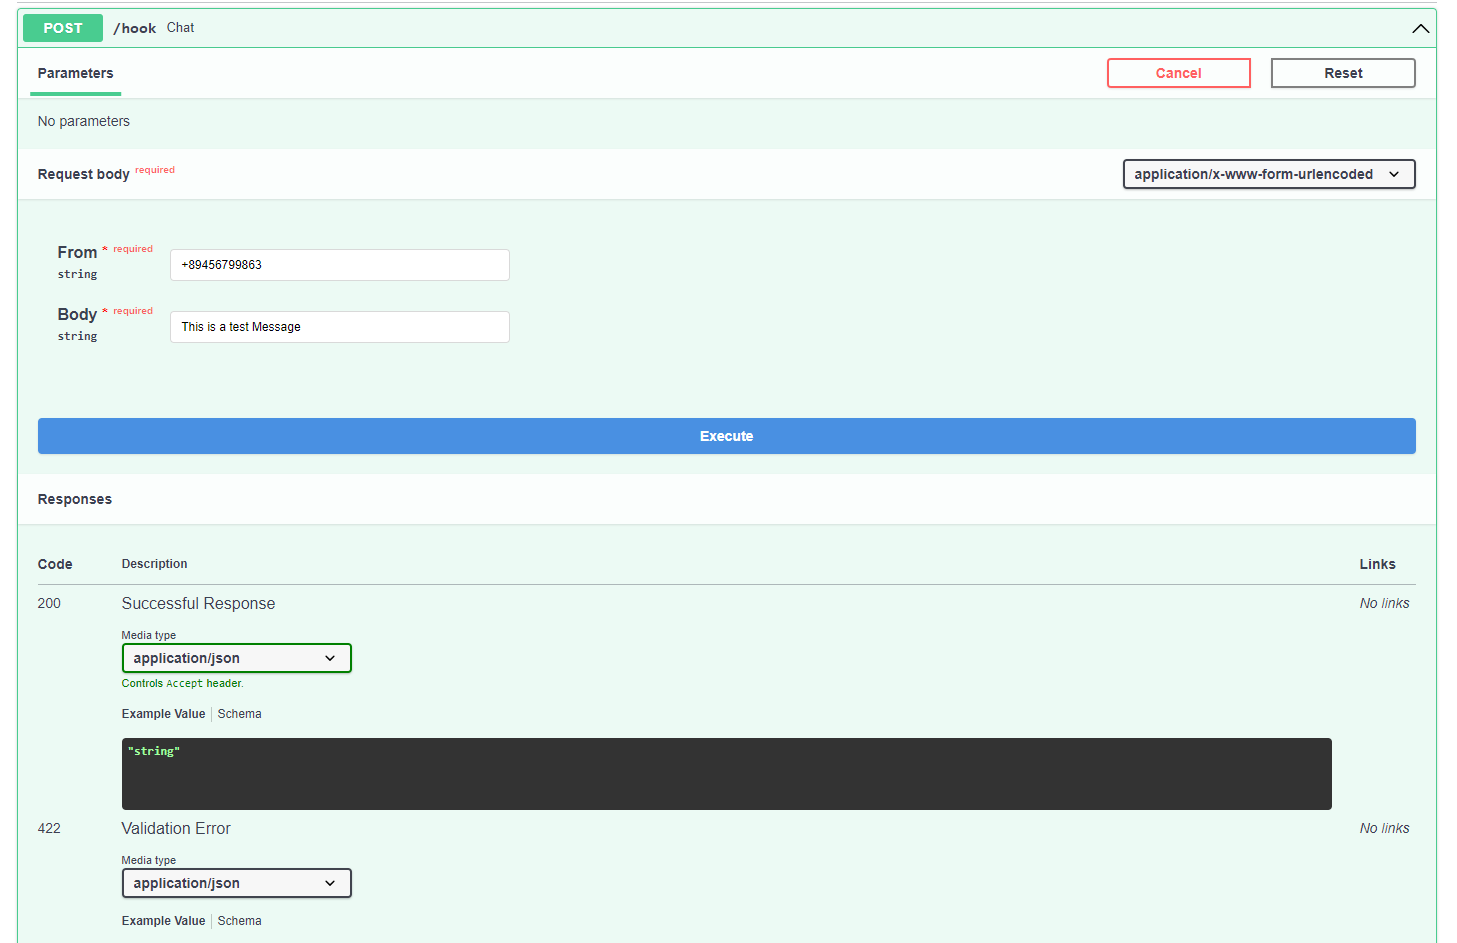 POST /hook Chat
Parameters
Cancel
Reset
No parameters
Request body required
application/x-www-form-urlencoded
From * required
string
+89456799863
Body * required
string
This is a test Message
Execute
Responses
Code Description Links
200 Successful Response No links
Media type
application/json
Controls Accept header.
Example Value Schema
"string"
422 Validation Error No links
Media type
application/json
Example Value Schema